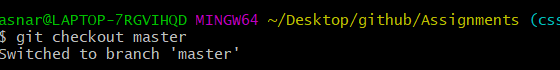 asnar@LAPTOP-7RGVIHQD MINGW64 ~/Desktop/github/Assignments (css
$ git checkout master
Switched to branch 'master'